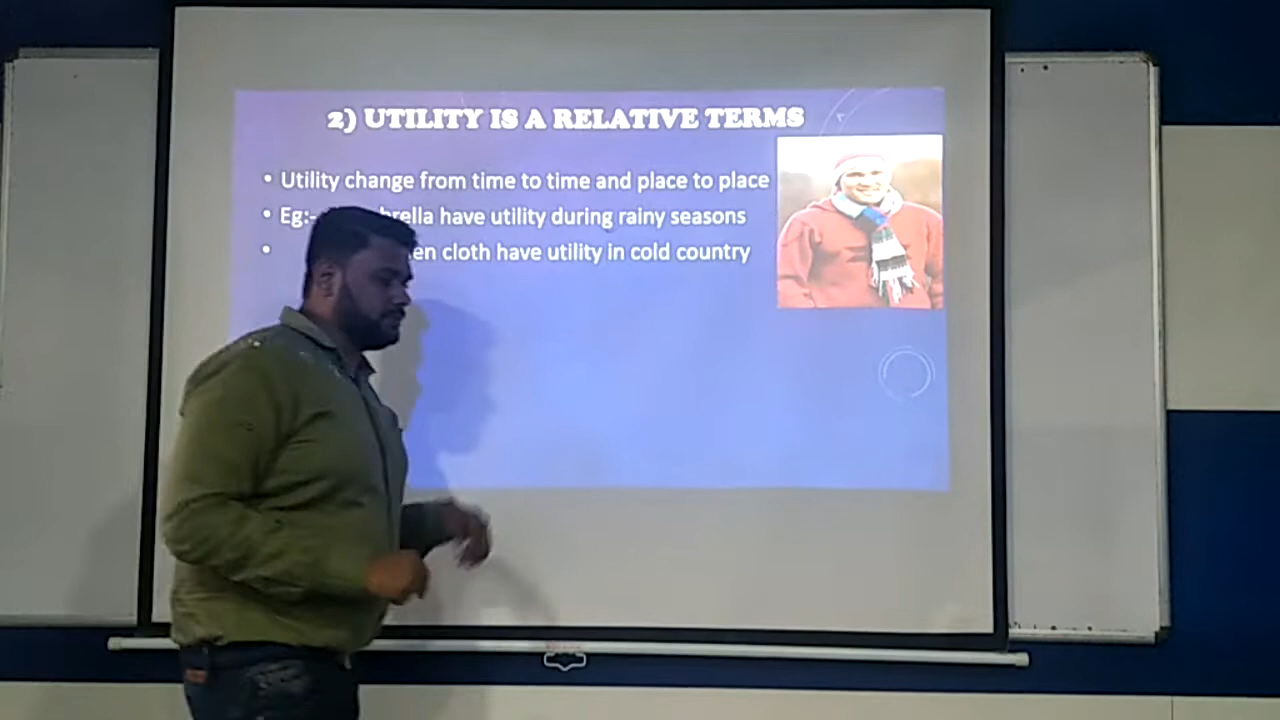 2) UTILITY IS A RELATIVE TERMS
• Utility change from time to time and place to place
• Eg:- brella have utility during rainy seasons
• en cloth have utility in cold country